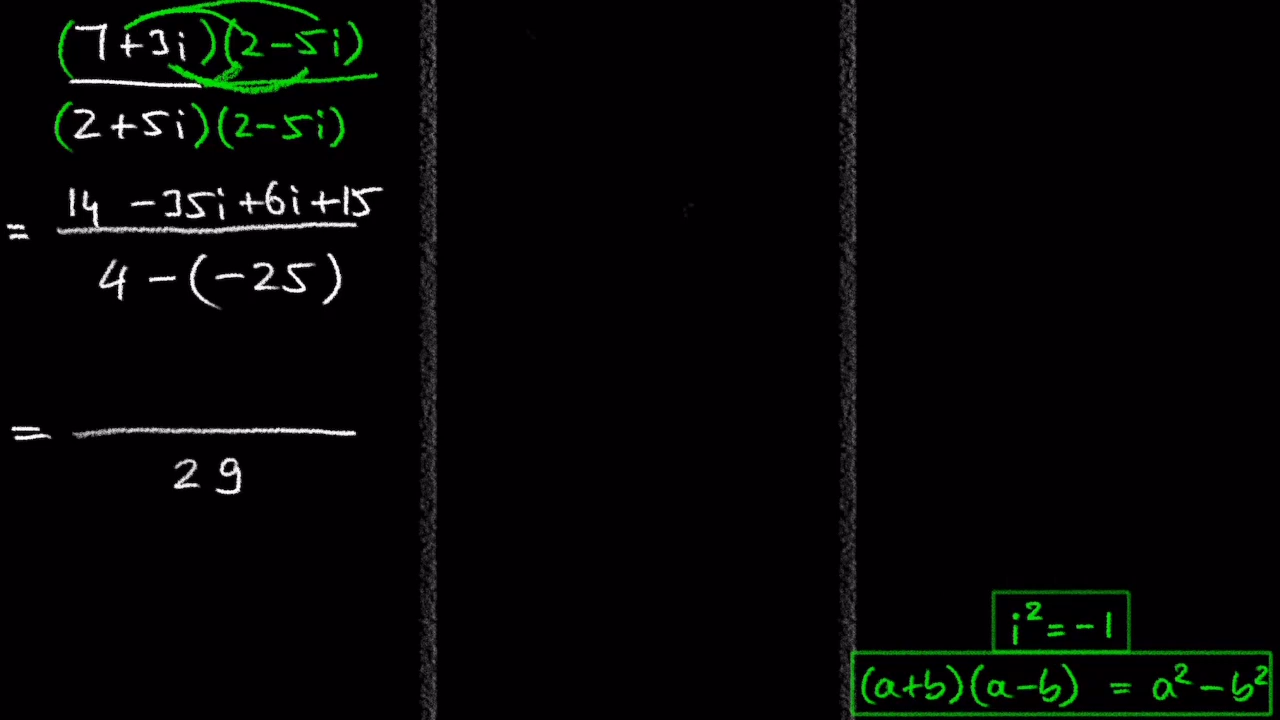 (7+3i)(2-5i)
(2+5i)(2-5i)
14 -35i+6i+15
=
4-(-25)
=
29
i²=-1
(a+b)(a-b) = a²-b²